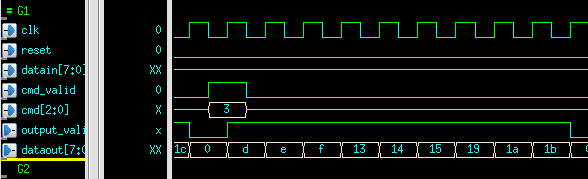 = G1
clk 0
reset 0
datain[7:0] XX
cmd_valid 0
cmd[2:0] X 3
output_vali x
dataout[7:0 XX 1c 0 d e f 13 14 15 19 1a 1b
G2